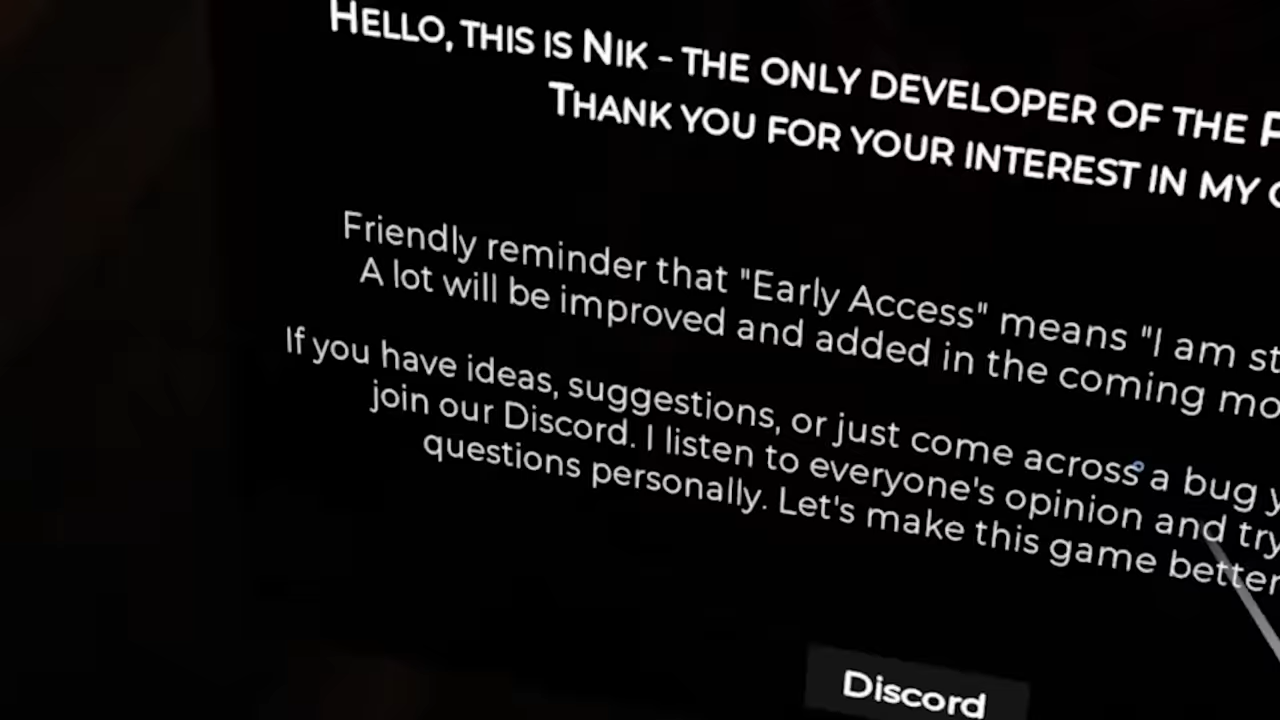 HELLO, THIS IS NIK - THE ONLY DEVELOPER OF THE
THANK YOU FOR YOUR INTEREST IN MY
Friendly reminder that "Early Access" means "I am
A lot will be improved and added in the coming
If you have ideas, suggestions, or just come across a bug
join our Discord. I listen to everyone's opinion and try
questions personally. Let's make this game better
Discord